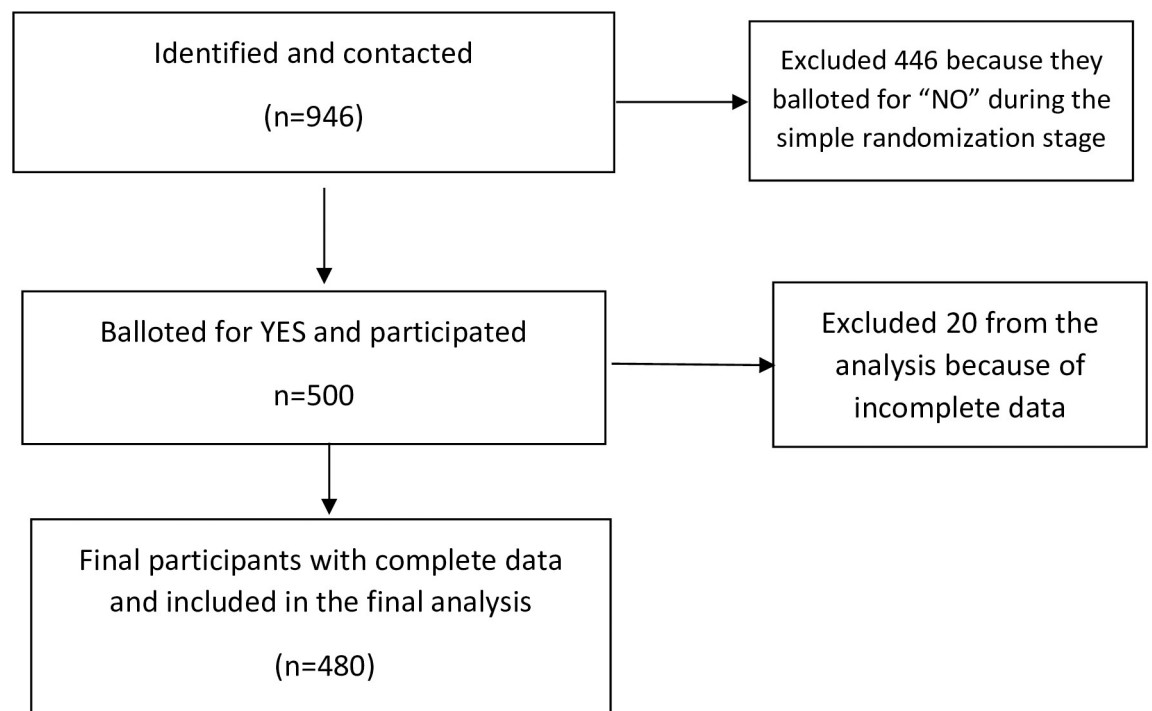 Identified and contacted
(n=946)
Excluded 446 because they
balloted for “NO” during the
simple randomization stage
Balloted for YES and participated
n=500
Excluded 20 from the
analysis because of
incomplete data
Final participants with complete data
and included in the final analysis
(n=480)